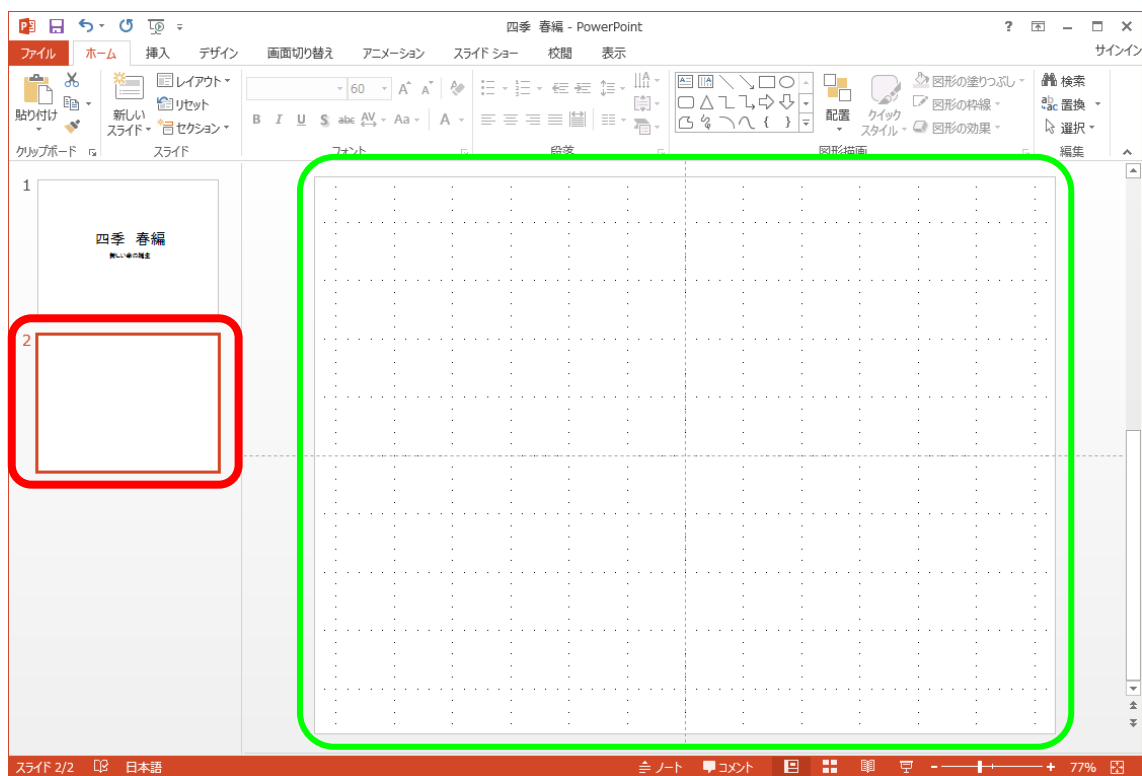 四季 春編 - PowerPoint
?
ファイル ホーム 挿入 デザイン 画面切り替え アニメーション スライド ショー 校閲 表示 サインイン
貼り付け
新しい
スライド
レイアウト
リセット
セクション
60
A A
B I U S abc AV Aa A
配置
クイック
スタイル
図形の塗りつぶし
図形の枠線
図形の効果
検索
置換
選択
クリップボード スライド フォント 段落 図形描画 編集
1
四季 春編
2
スライド 2/2 日本語 ノート コメント 77%